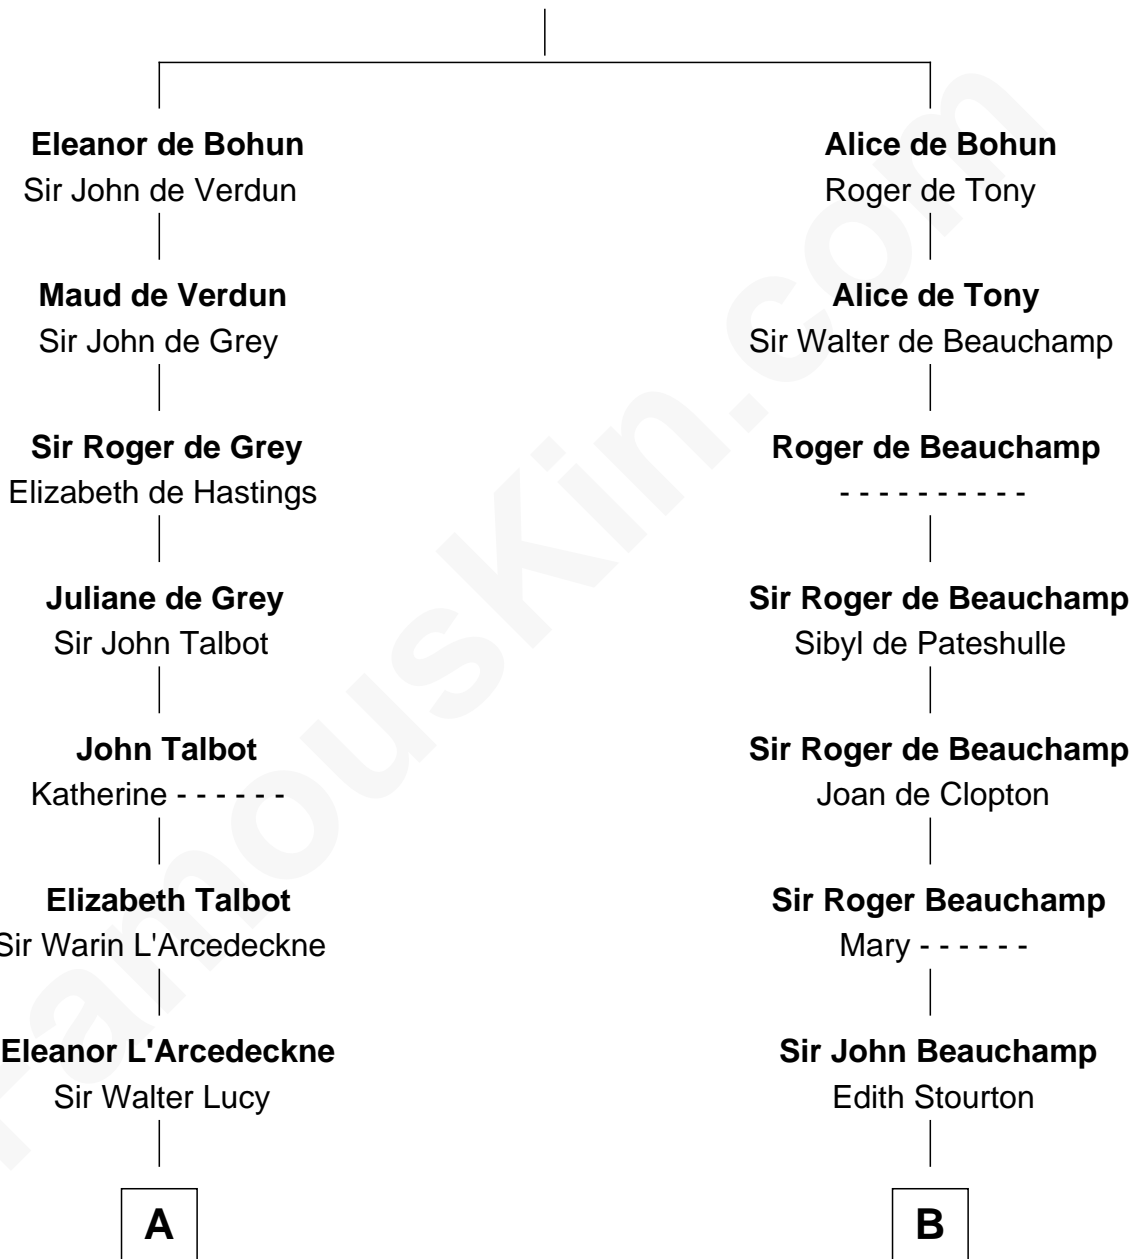 Eleanor de Bohun
Sir John de Verdun
Alice de Bohun
Roger de Tony
Maud de Verdun
Sir John de Grey
Alice de Tony
Sir Walter de Beauchamp
Sir Roger de Grey
Elizabeth de Hastings
Roger de Beauchamp
- - - - - - - - - -
Juliane de Grey
Sir John Talbot
Sir Roger de Beauchamp
Sibyl de Pateshulle
John Talbot
Katherine - - - - - -
Sir Roger de Beauchamp
Joan de Clopton
Elizabeth Talbot
Sir Warin L'Arcedeckne
Sir Roger Beauchamp
Mary - - - - - -
Eleanor L'Arcedeckne
Sir Walter Lucy
Sir John Beauchamp
Edith Stourton
A
B
FamousKin.com